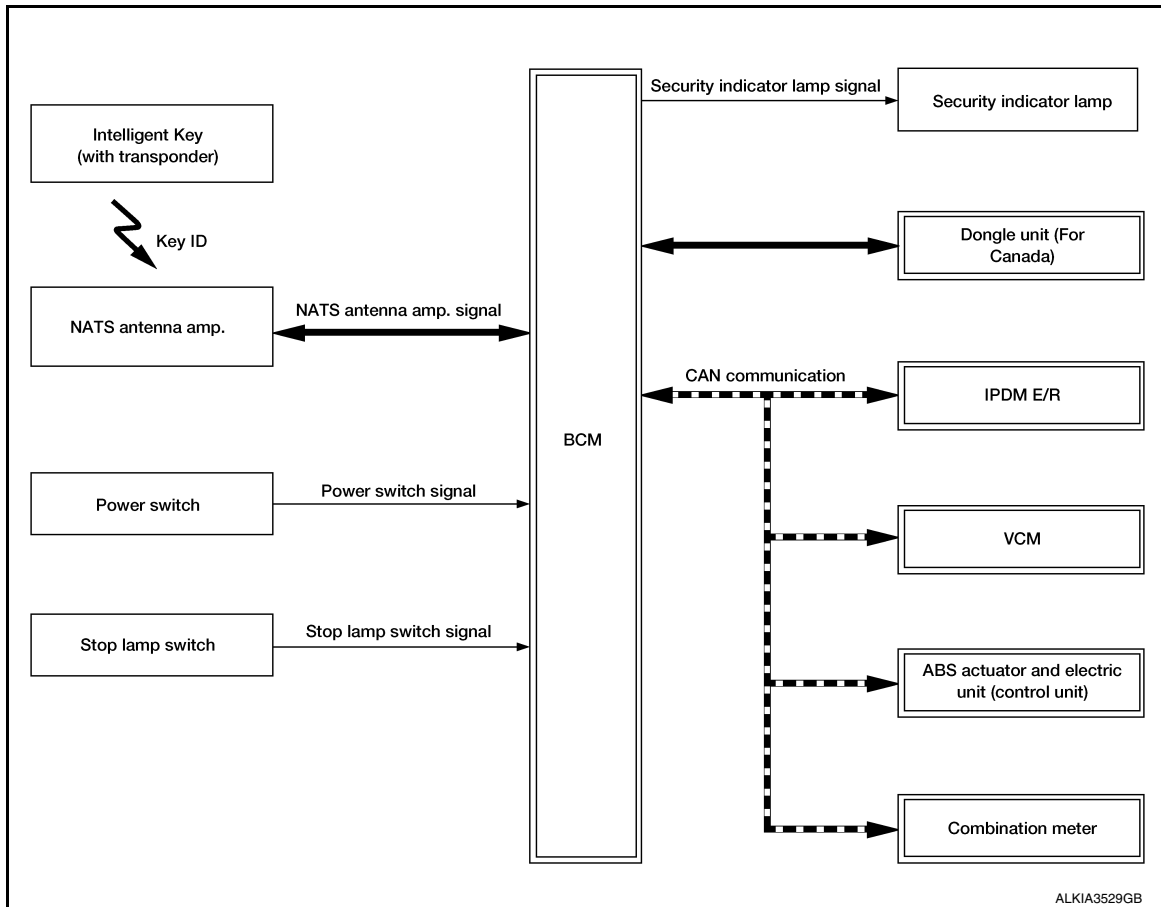 Intelligent Key
(with transponder)
Key ID
NATS antenna amp.
NATS antenna amp. signal
Power switch
Power switch signal
Stop lamp switch
Stop lamp switch signal
BCM
Security indicator lamp signal
Security indicator lamp
Dongle unit (For
Canada)
CAN communication
IPDM E/R
VCM
ABS actuator and electric
unit (control unit)
Combination meter
ALKIA3529GB